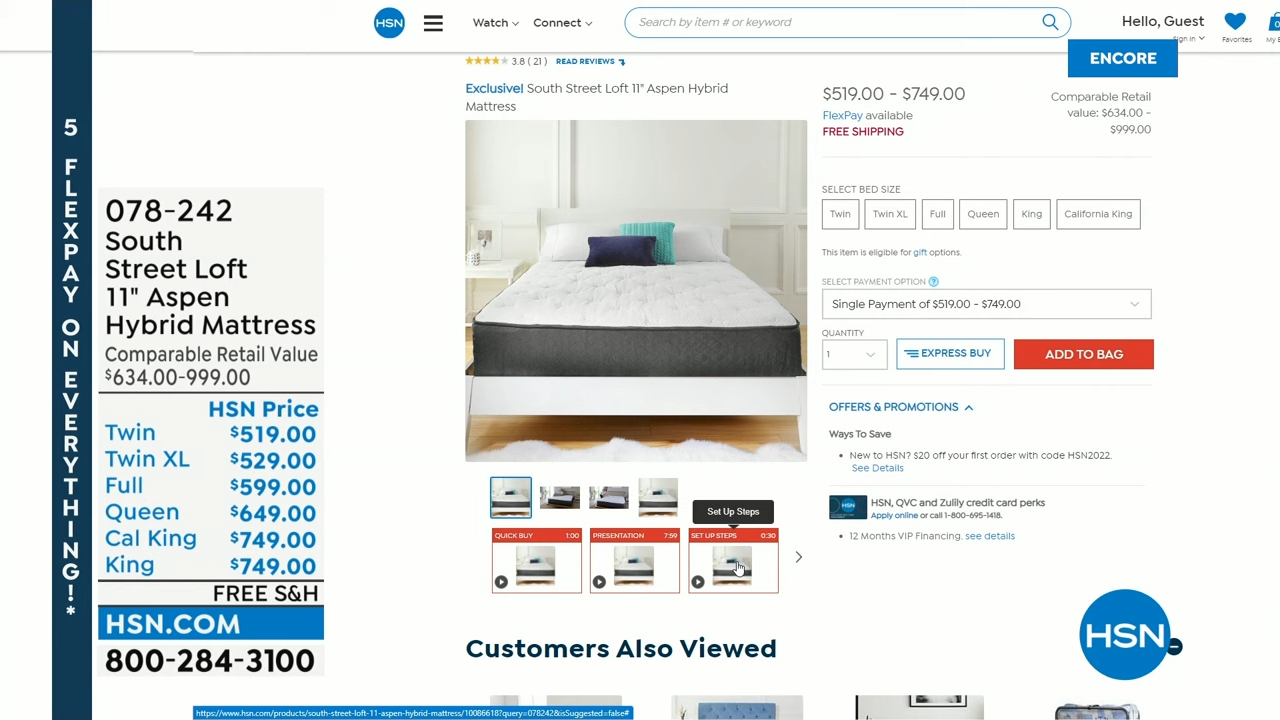 HSN
Watch
Connect
Search by item # or keyword
Hello, Guest
Sign In
Favorites
0
My
ENCORE
5 FLEXPAY ON EVERYTHING!*
078-242
South
Street Loft
11" Aspen
Hybrid Mattress
Comparable Retail Value
$634.00-999.00
HSN Price
Twin $519.00
Twin XL $529.00
Full $599.00
Queen $649.00
Cal King $749.00
King $749.00
FREE S&H
HSN.COM
800-284-3100
3.8 ( 21 ) READ REVIEWS
Exclusive! South Street Loft 11" Aspen Hybrid
Mattress
$519.00 - $749.00
FlexPay available
FREE SHIPPING
Comparable Retail
value: $634.00 -
$999.00
SELECT BED SIZE
Twin
Twin XL
Full
Queen
King
California King
This item is eligible for gift options.
SELECT PAYMENT OPTION ?
Single Payment of $519.00 - $749.00
QUANTITY
1
EXPRESS BUY
ADD TO BAG
OFFERS & PROMOTIONS
Ways To Save
New to HSN? $20 off your first order with code HSN2022.
See Details
HSN, QVC and Zulily credit card perks
Apply online or call 1-800-695-1418.
12 Months VIP Financing. see details
Set Up Steps
QUICK BUY 1:00
PRESENTATION 7:59
SET UP STEPS 0:30
Customers Also Viewed
HSN
https://www.hsn.com/products/south-street-loft-11-aspen-hybrid-mattress/10086618?query=078242&isSuggested=false#